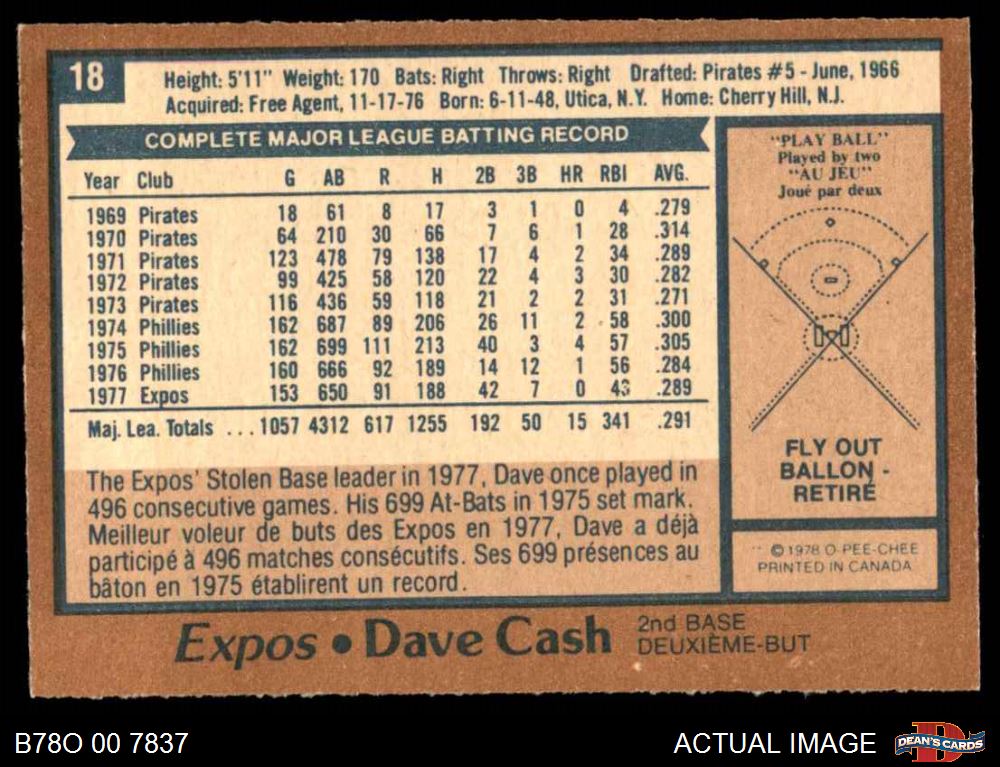 18
Height: 5'11" Weight: 170 Bats: Right Throws: Right Drafted: Pirates #5 - June, 1966
Acquired: Free Agent, 11-17-76 Born: 6-11-48, Utica, N.Y. Home: Cherry Hill, N.J.
COMPLETE MAJOR LEAGUE BATTING RECORD
Year Club G AB R H 2B 3B HR RBI AVG.
1969 Pirates 18 61 8 17 3 1 0 4 .279
1970 Pirates 64 210 30 66 7 6 1 28 .314
1971 Pirates 123 478 79 138 17 4 2 34 .289
1972 Pirates 99 425 58 120 22 4 3 30 .282
1973 Pirates 116 436 59 118 21 2 2 31 .271
1974 Phillies 162 687 89 206 26 11 2 58 .300
1975 Phillies 162 699 111 213 40 3 4 57 .305
1976 Phillies 160 666 92 189 14 12 1 56 .284
1977 Expos 153 650 91 188 42 7 0 43 .289
Maj. Lea. Totals ... 1057 4312 617 1255 192 50 15 341 .291
The Expos' Stolen Base leader in 1977, Dave once played in
496 consecutive games. His 699 At-Bats in 1975 set mark.
Meilleur voleur de buts des Expos en 1977, Dave a déjà
participé à 496 matches consécutifs. Ses 699 présences au
bâton en 1975 établirent un record.
"PLAY BALL"
Played by two
"AU JEU"
Joué par deux
FLY OUT
BALLON -
RETIRÉ
© 1978 O-PEE-CHEE
PRINTED IN CANADA
Expos • Dave Cash
2nd BASE
DEUXIÈME-BUT
B78O 00 7837
ACTUAL IMAGE
D
DEAN'S CARDS